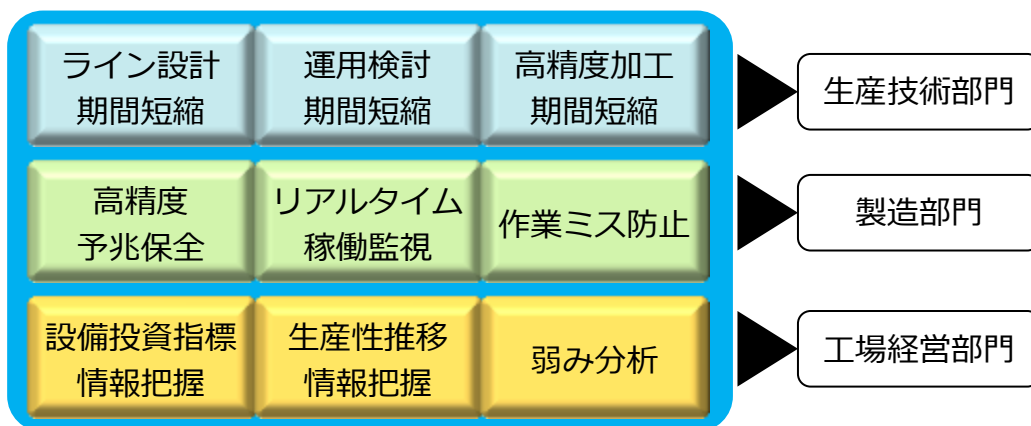 ライン設計
期間短縮
運用検討
期間短縮
高精度加工
期間短縮
生産技術部門
高精度
予兆保全
リアルタイム
稼働監視
作業ミス防止
製造部門
設備投資指標
情報把握
生産性推移
情報把握
弱み分析
工場経営部門